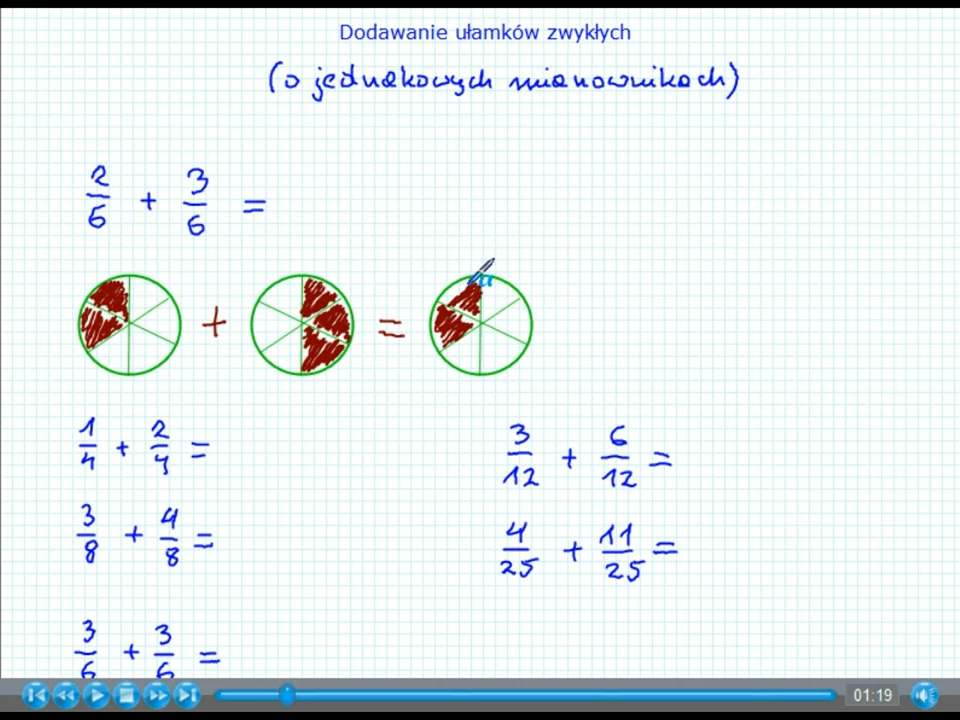 Dodawanie ułamków zwykłych
(o jednakowych mianownikach)
2/6 + 3/6 =
+ =
1/4 + 2/4 =
3/12 + 6/12 =
3/8 + 4/8 =
4/25 + 11/25 =
3/6 + 3/6 =
01:19